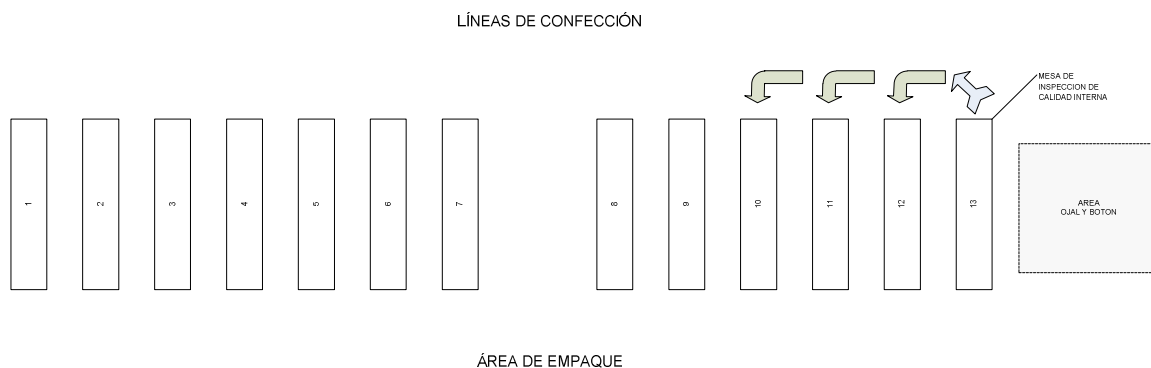 LÍNEAS DE CONFECCIÓN
MESA DE
INSPECCION DE
CALIDAD INTERNA
1
2
3
4
5
6
7
8
9
10
11
12
13
AREA
OJAL Y BOTON
ÁREA DE EMPAQUE